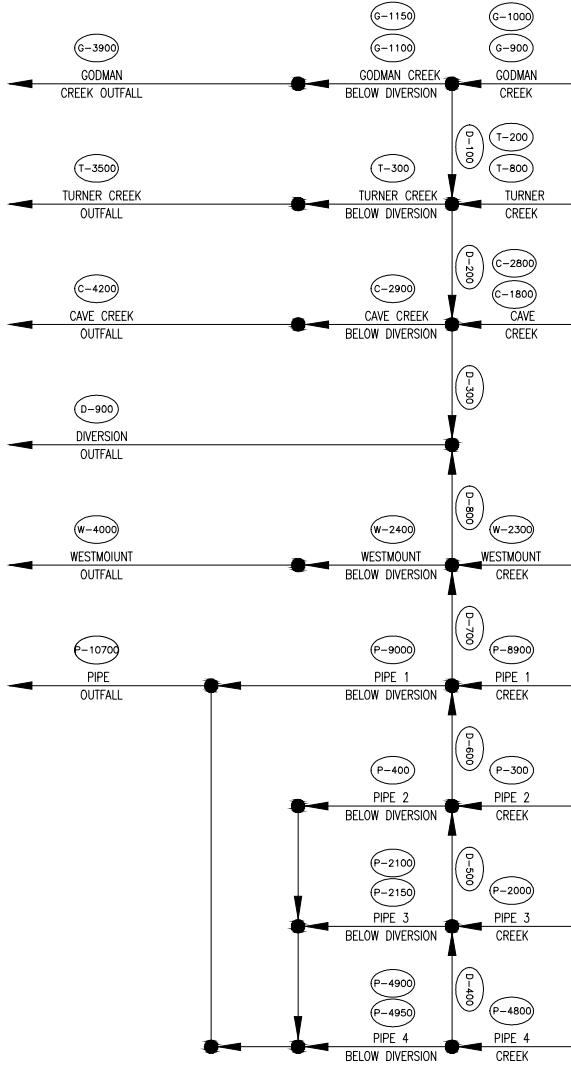 G-1150
G-1000
G-3900
G-1100
G-900
GODMAN
CREEK OUTFALL
GODMAN CREEK
BELOW DIVERSION
GODMAN
CREEK
D-100
T-200
T-3500
T-300
T-800
TURNER CREEK
OUTFALL
TURNER CREEK
BELOW DIVERSION
TURNER
CREEK
D-200
C-2800
C-4200
C-2900
C-1800
CAVE CREEK
OUTFALL
CAVE CREEK
BELOW DIVERSION
CAVE
CREEK
D-300
D-900
DIVERSION
OUTFALL
D-800
W-4000
W-2400
W-2300
WESTMOUNT
OUTFALL
WESTMOUNT
BELOW DIVERSION
WESTMOUNT
CREEK
D-700
P-10700
P-9000
P-8900
PIPE
OUTFALL
PIPE 1
BELOW DIVERSION
PIPE 1
CREEK
D-600
P-400
P-300
PIPE 2
BELOW DIVERSION
PIPE 2
CREEK
D-500
P-2100
P-2150
P-2000
PIPE 3
BELOW DIVERSION
PIPE 3
CREEK
D-400
P-4900
P-4950
P-4800
PIPE 4
BELOW DIVERSION
PIPE 4
CREEK